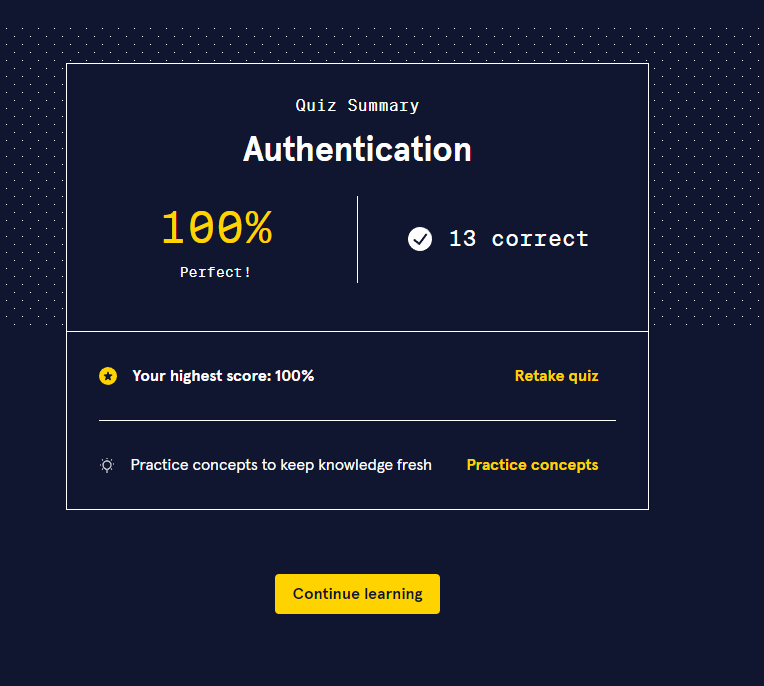 Quiz Summary
Authentication
100%
Perfect!
13 correct
Your highest score: 100%
Retake quiz
Practice concepts to keep knowledge fresh
Practice concepts
Continue learning